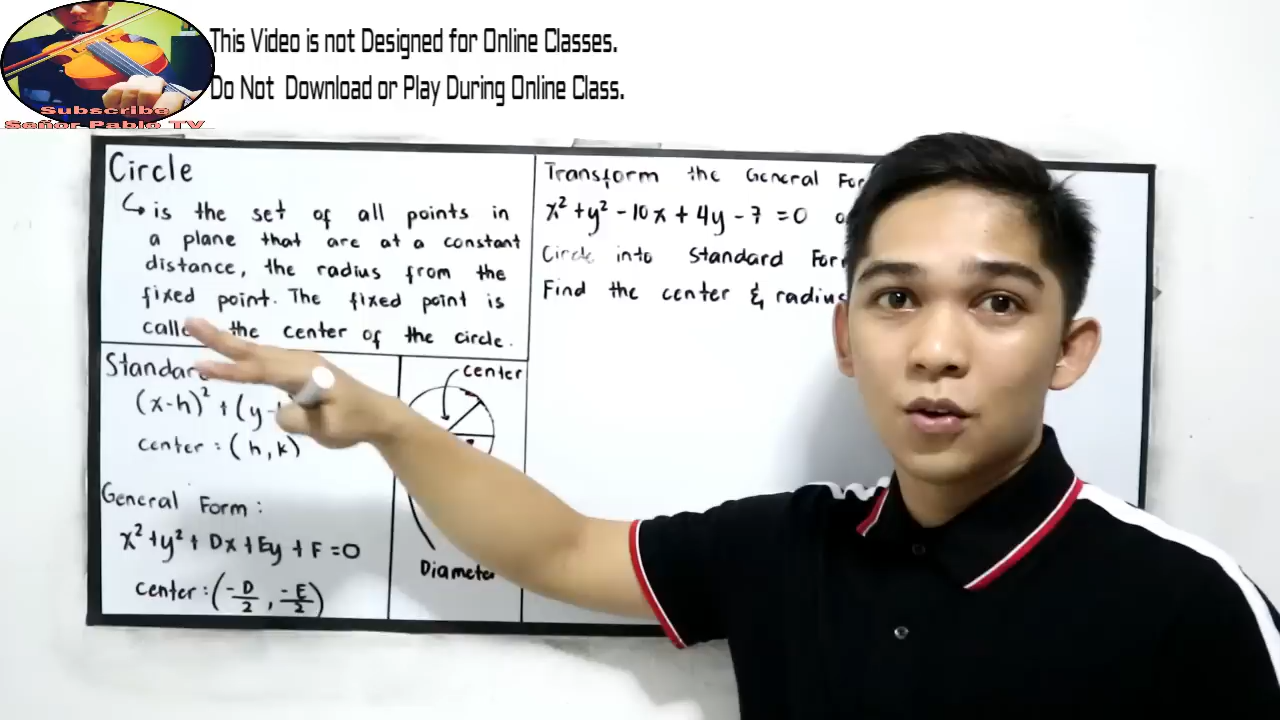 This Video is not Designed for Online Classes.
Do Not Download or Play During Online Class.
Subscribe
Señor Pablo TV
Circle
↳ is the set of all points in
a plane that are at a constant
distance, the radius from the
fixed point. The fixed point is
the center of the circle.
(x-h)² + (y-
center : (h,k)
General Form:
x² + y² + Dx + Ey + F = 0
center: (-D/2, -E/2)
center
Diameter
Transform the General
x² + y² - 10x + 4y - 7 = 0
Circle into Standard
Find the center & radius